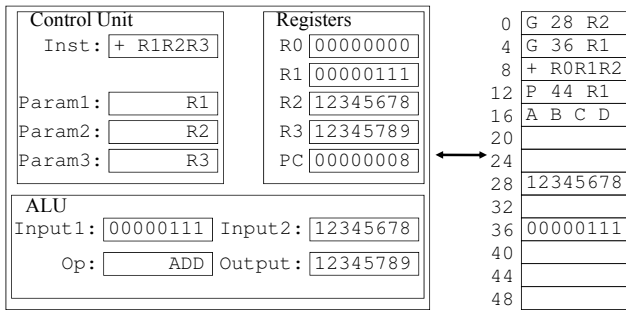 Control Unit
Inst: + R1R2R3
Param1: R1
Param2: R2
Param3: R3
Registers
R0 00000000
R1 00000111
R2 12345678
R3 12345789
PC 00000008
ALU
Input1: 00000111 Input2: 12345678
Op: ADD Output: 12345789
0 G 28 R2
4 G 36 R1
8 + R0R1R2
12 P 44 R1
16 A B C D
20
24
28 12345678
32
36 00000111
40
44
48